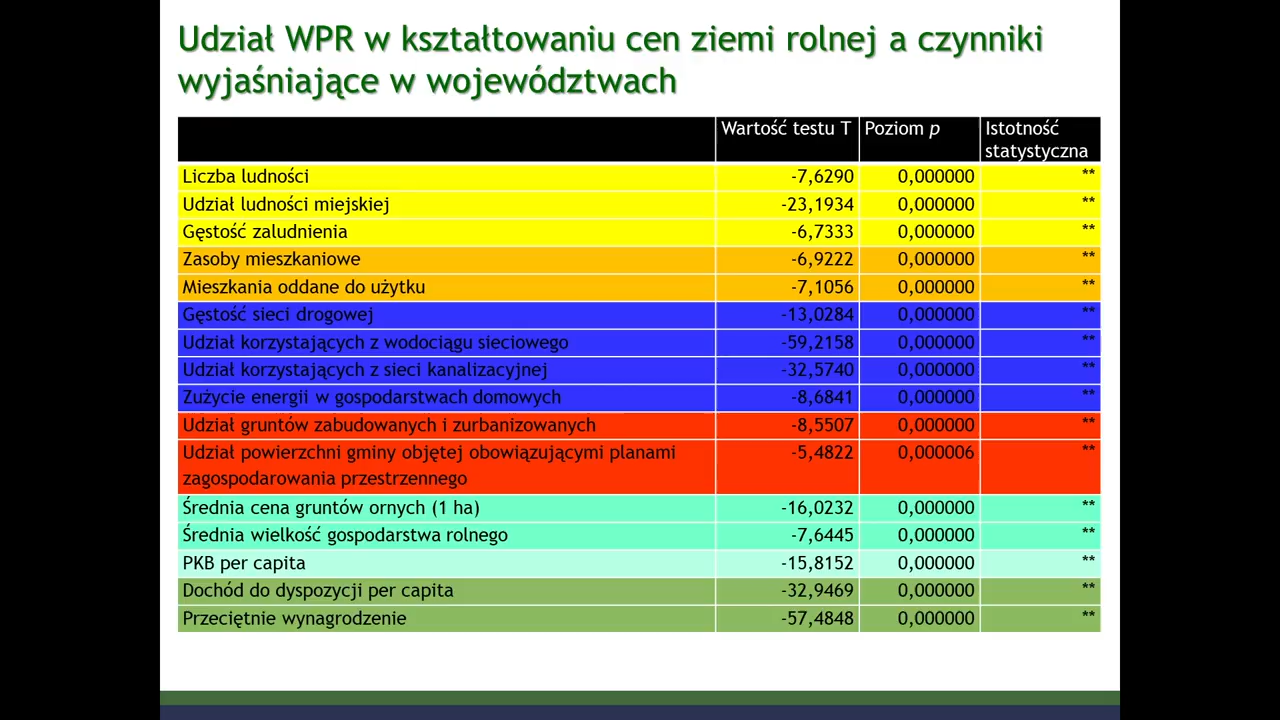 Udział WPR w kształtowaniu cen ziemi rolnej a czynniki
wyjaśniające w województwach
Wartość testu T Poziom p Istotność
statystyczna
Liczba ludności -7,6290 0,000000 **
Udział ludności miejskiej -23,1934 0,000000 **
Gęstość zaludnienia -6,7333 0,000000 **
Zasoby mieszkaniowe -6,9222 0,000000 **
Mieszkania oddane do użytku -7,1056 0,000000 **
Gęstość sieci drogowej -13,0284 0,000000 **
Udział korzystających z wodociągu sieciowego -59,2158 0,000000 **
Udział korzystających z sieci kanalizacyjnej -32,5740 0,000000 **
Zużycie energii w gospodarstwach domowych -8,6841 0,000000 **
Udział gruntów zabudowanych i zurbanizowanych -8,5507 0,000000 **
Udział powierzchni gminy objętej obowiązującymi planami -5,4822 0,000006 **
zagospodarowania przestrzennego
Średnia cena gruntów ornych (1 ha) -16,0232 0,000000 **
Średnia wielkość gospodarstwa rolnego -7,6445 0,000000 **
PKB per capita -15,8152 0,000000 **
Dochód do dyspozycji per capita -32,9469 0,000000 **
Przeciętnie wynagrodzenie -57,4848 0,000000 **